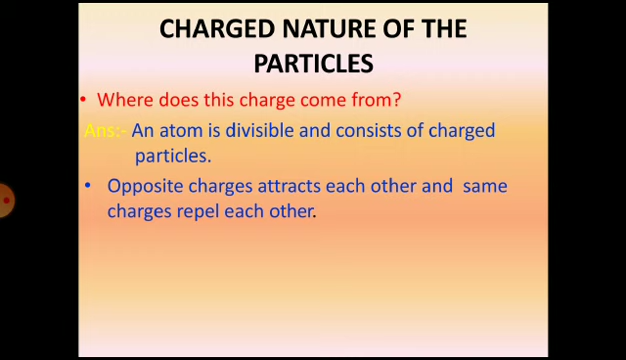 CHARGED NATURE OF THE
PARTICLES
• Where does this charge come from?
Ans:- An atom is divisible and consists of charged
particles.
• Opposite charges attracts each other and same
charges repel each other.